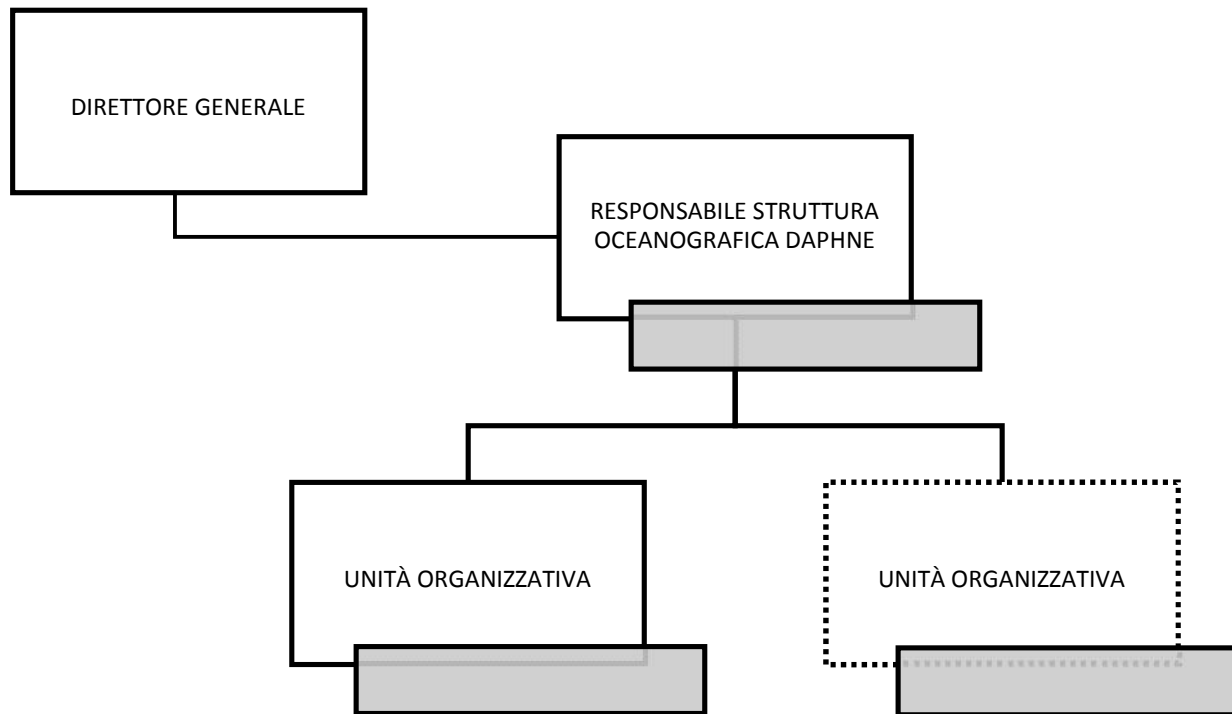 DIRETTORE GENERALE
RESPONSABILE STRUTTURA
OCEANOGRAFICA DAPHNE
UNITÀ ORGANIZZATIVA
UNITÀ ORGANIZZATIVA